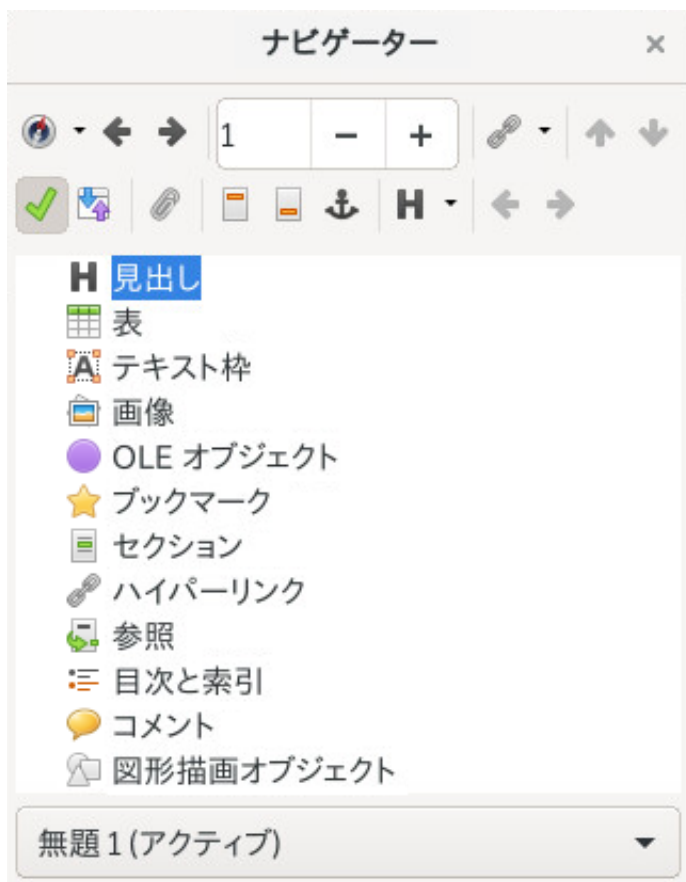 ナビゲーター
1
見出し
表
テキスト枠
画像
OLE オブジェクト
ブックマーク
セクション
ハイパーリンク
参照
目次と索引
コメント
図形描画オブジェクト
無題 1 (アクティブ)